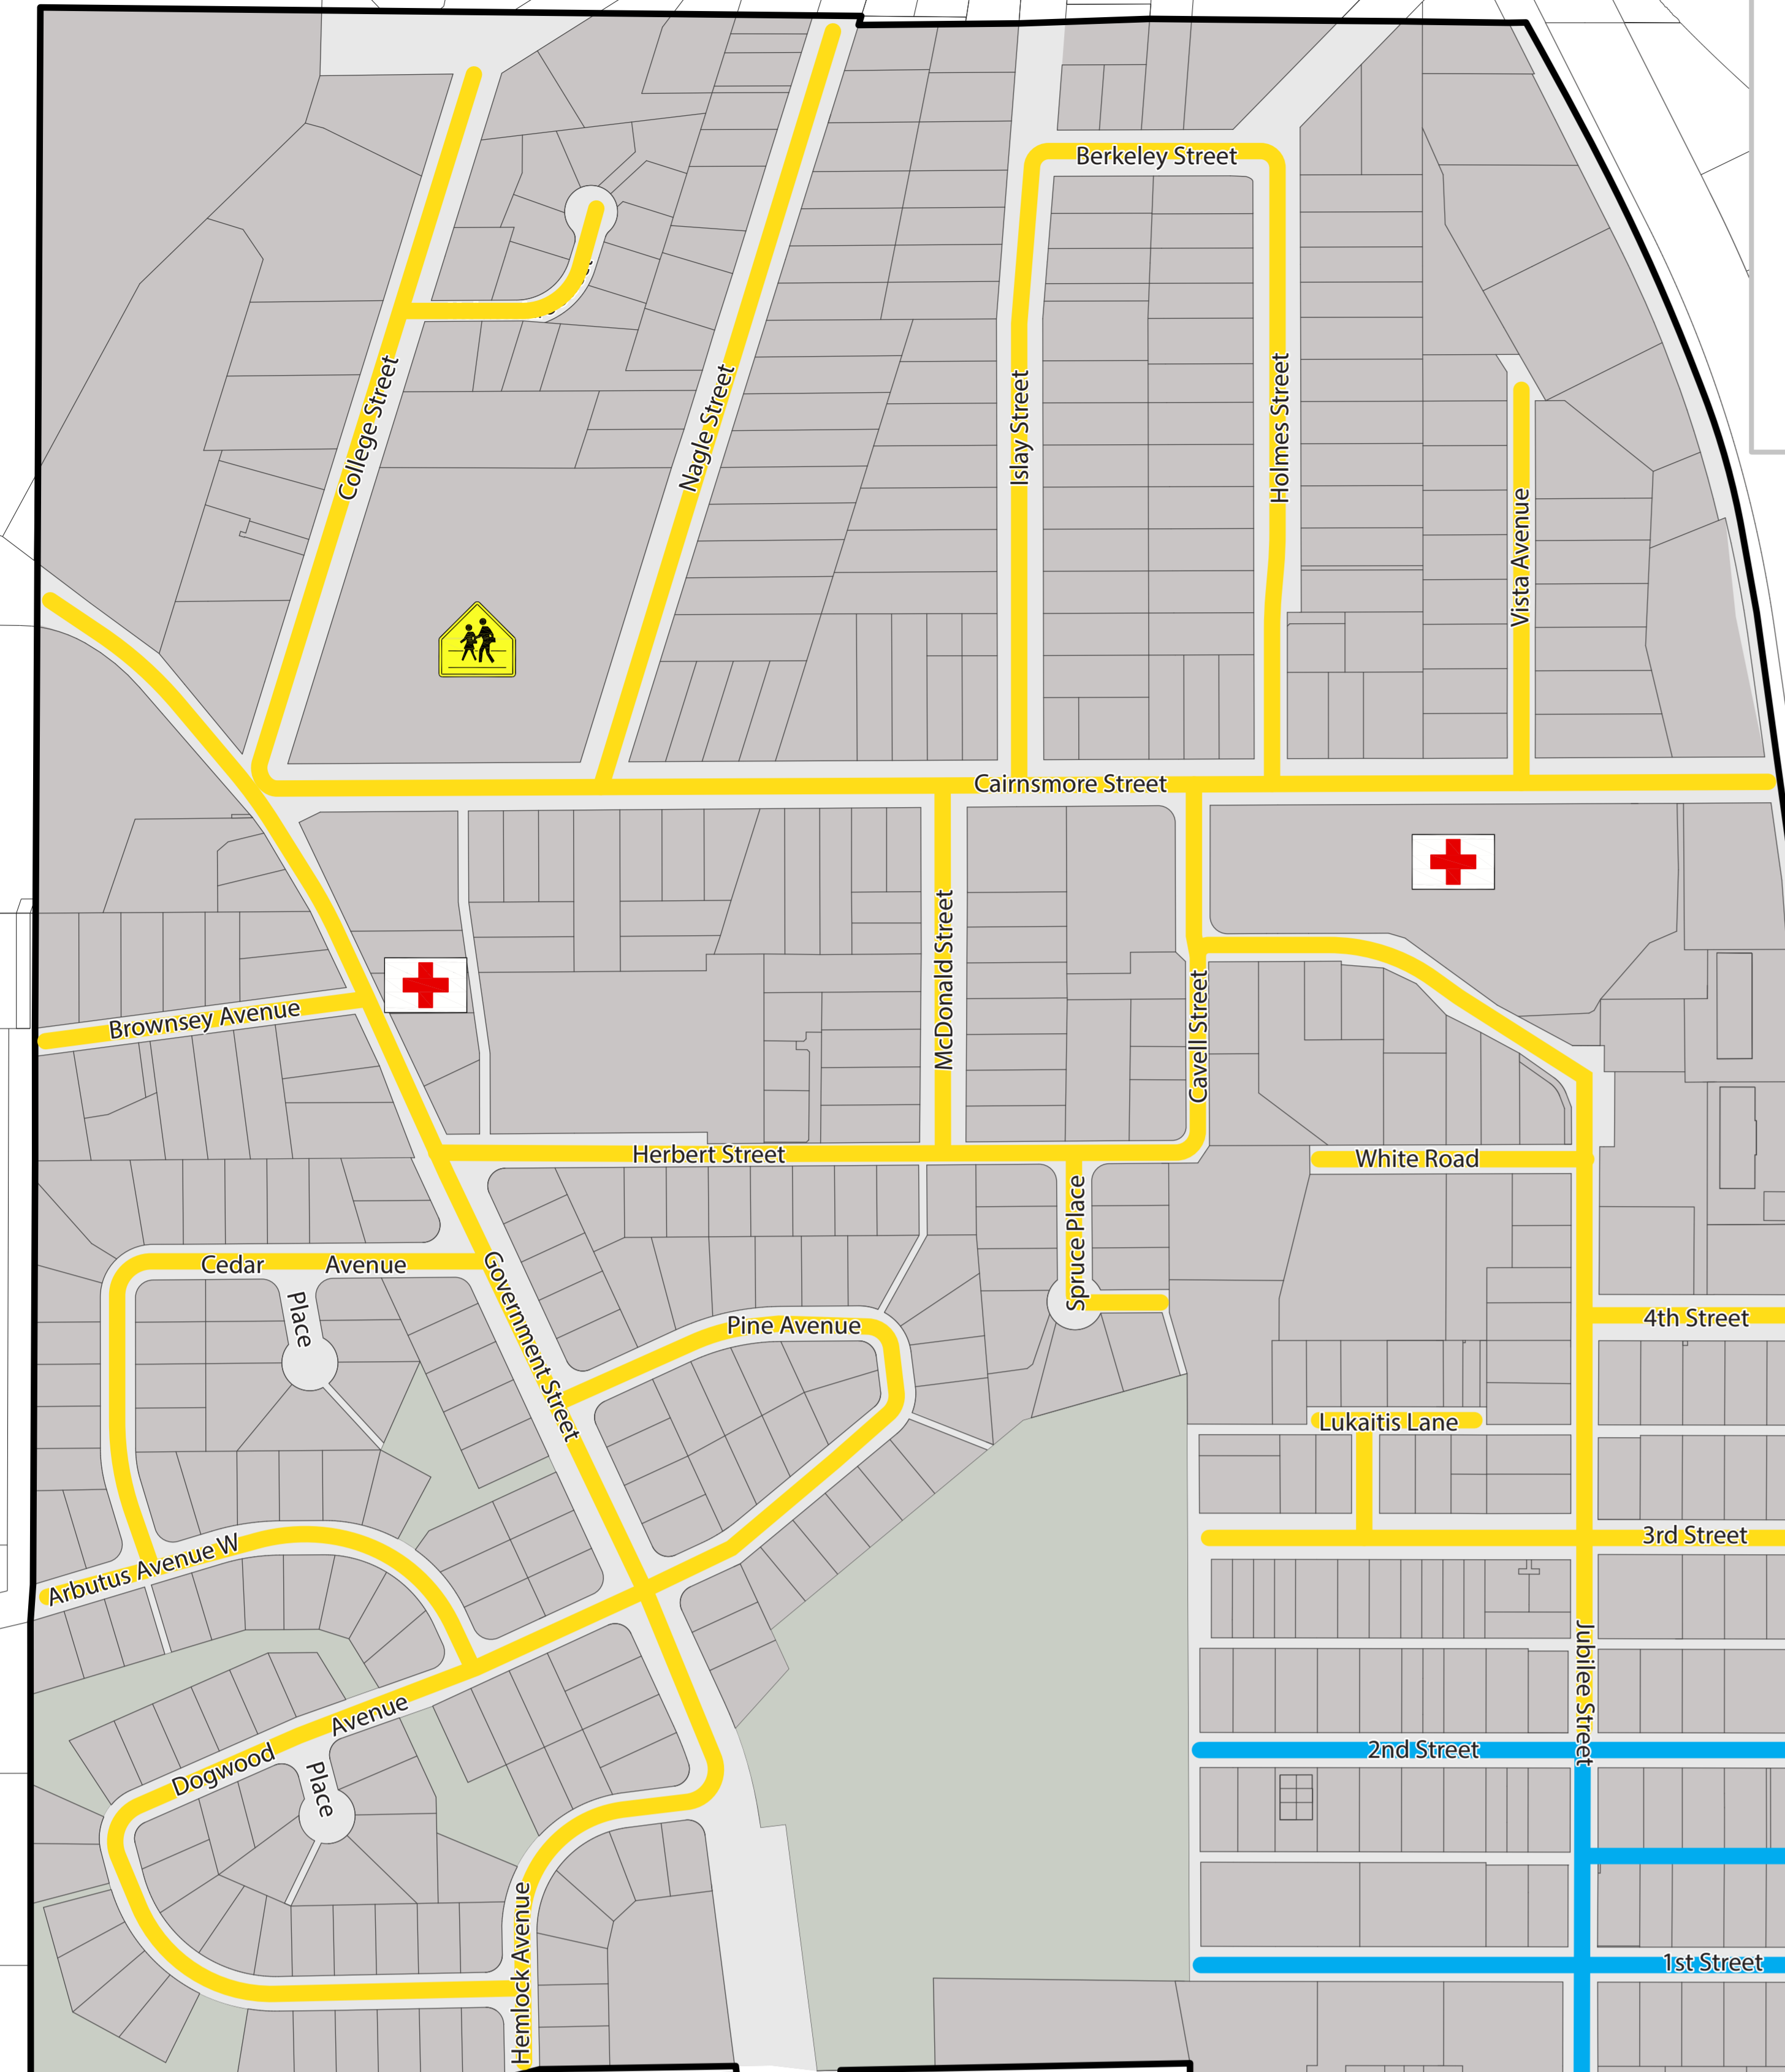 Berkeley Street
College Street
Nagle Street
Islay Street
Holmes Street
Vista Avenue
Cairnsmore Street
McDonald Street
Cavell Street
Brownsey Avenue
Herbert Street
White Road
Spruce Place
Cedar Avenue
Place
Government Street
Pine Avenue
4th Street
Lukaitis Lane
3rd Street
Arbutus Avenue W
Jubilee Street
Dogwood Avenue
Place
2nd Street
Hemlock Avenue
1st Street